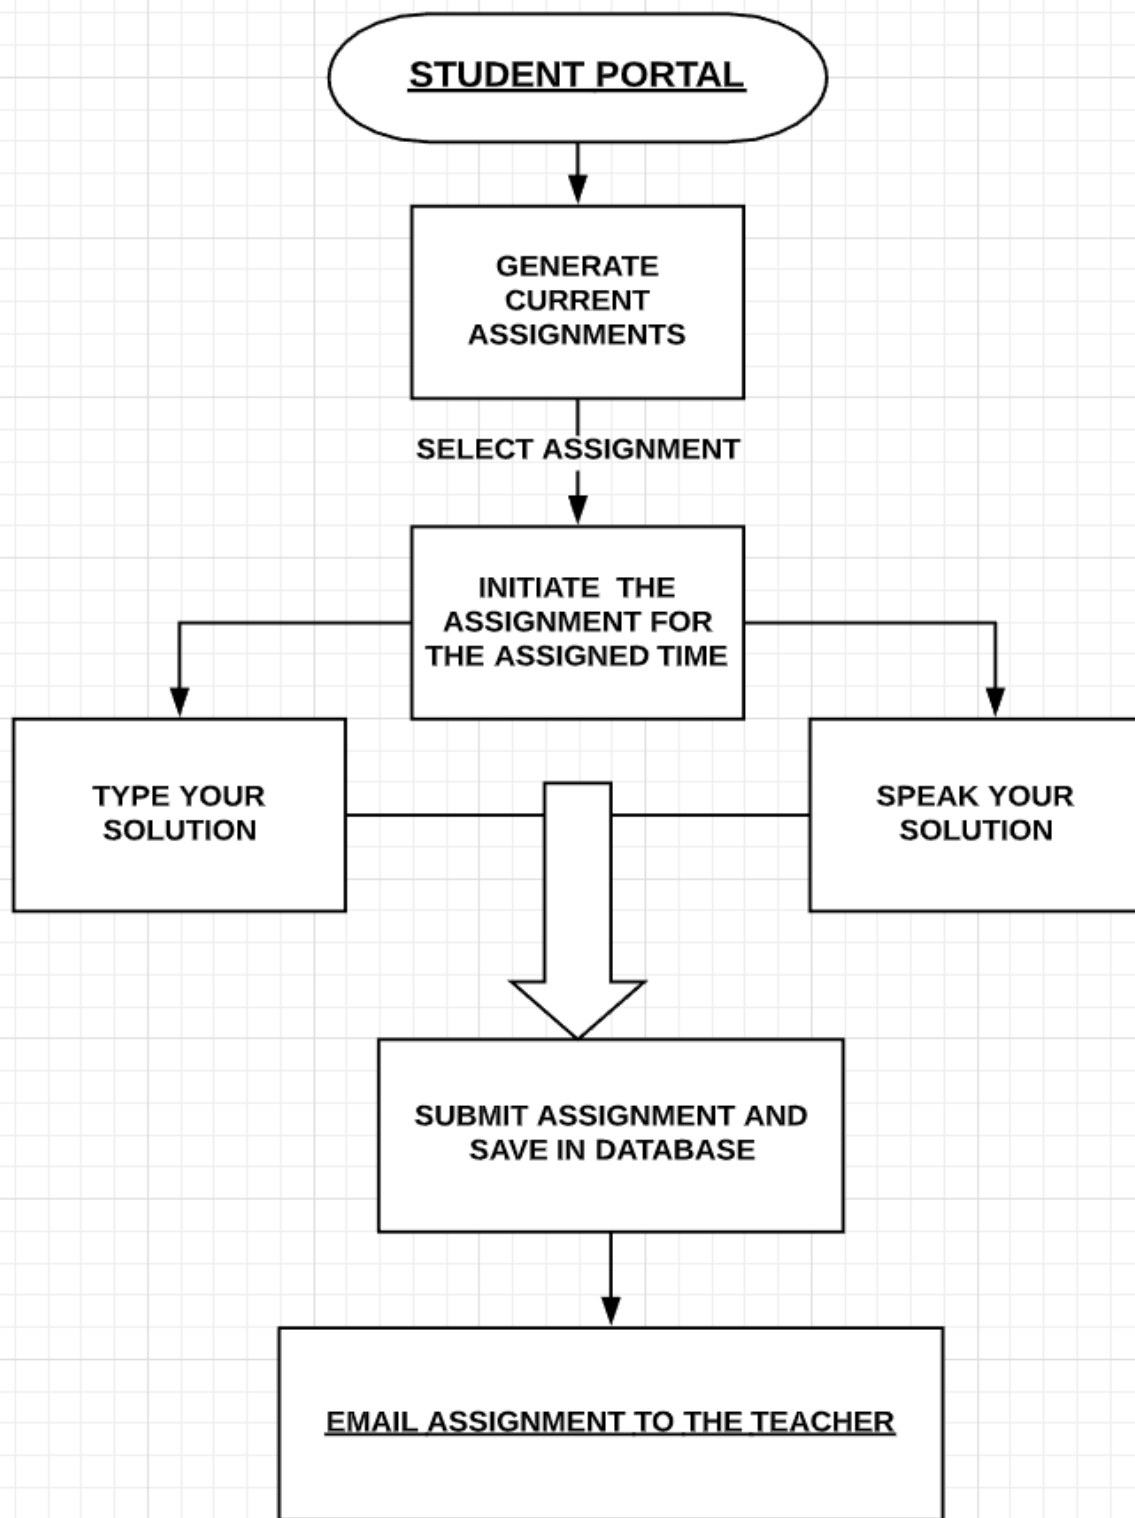 STUDENT PORTAL
GENERATE
CURRENT
ASSIGNMENTS
SELECT ASSIGNMENT
INITIATE  THE
ASSIGNMENT FOR
THE ASSIGNED TIME
TYPE YOUR
SOLUTION
SPEAK YOUR
SOLUTION
SUBMIT ASSIGNMENT AND
SAVE IN DATABASE
EMAIL ASSIGNMENT TO THE TEACHER